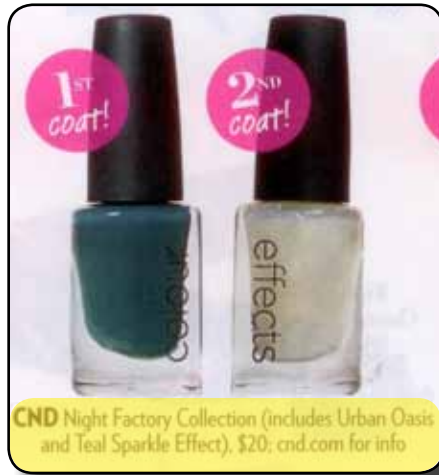 1ST
coat!
2ND
coat!
colour
effects
CND Night Factory Collection (includes Urban Oasis
and Teal Sparkle Effect), $20; cnd.com for info